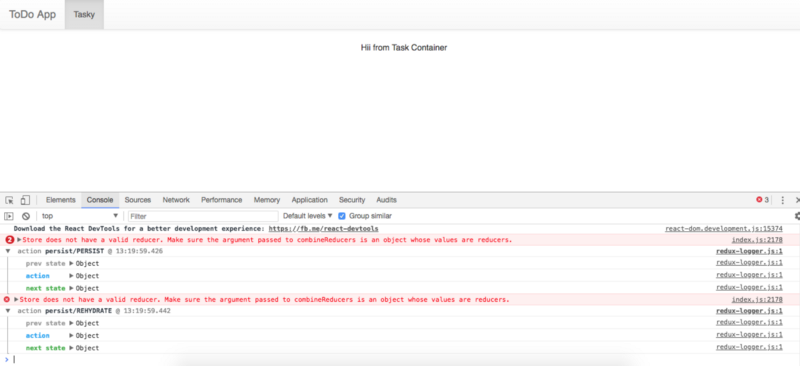 ToDo App Tasky
Hii from Task Container
Elements Console Sources Network Performance Memory Application Security Audits 3
top Filter Default levels Group similar
Download the React DevTools for a better development experience: https://fb.me/react-devtools react-dom.development.js:15374
2 Store does not have a valid reducer. Make sure the argument passed to combineReducers is an object whose values are reducers. index.js:2178
action persist/PERSIST @ 13:19:59.426 redux-logger.js:1
prev state Object redux-logger.js:1
action Object redux-logger.js:1
next state Object redux-logger.js:1
Store does not have a valid reducer. Make sure the argument passed to combineReducers is an object whose values are reducers. index.js:2178
action persist/REHYDRATE @ 13:19:59.442 redux-logger.js:1
prev state Object redux-logger.js:1
action Object redux-logger.js:1
next state Object redux-logger.js:1